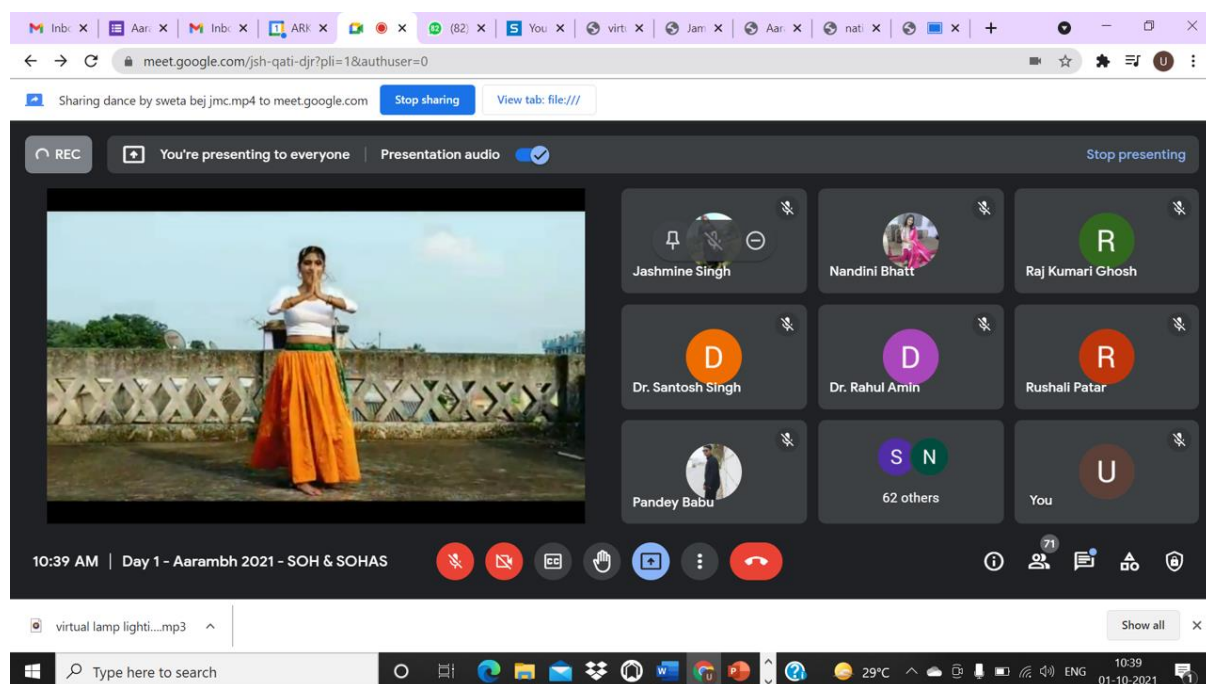 Inbo Aara Inbo ARK (82) You virtu Jam Aara nati
meet.google.com/jsh-qati-djr?pli=1&authuser=0 U
Sharing dance by sweta bej jmc.mp4 to meet.google.com Stop sharing View tab: file:///
REC You're presenting to everyone Presentation audio Stop presenting
Jashmine Singh Nandini Bhatt R Raj Kumari Ghosh
D Dr. Santosh Singh D Dr. Rahul Amin R Rushali Patar
Pandey Babu S N 62 others U You
10:39 AM | Day 1 - Aarambh 2021 - SOH & SOHAS CC 71
virtual lamp lighti....mp3 Show all
Type here to search 29°C ENG 10:39
01-10-2021